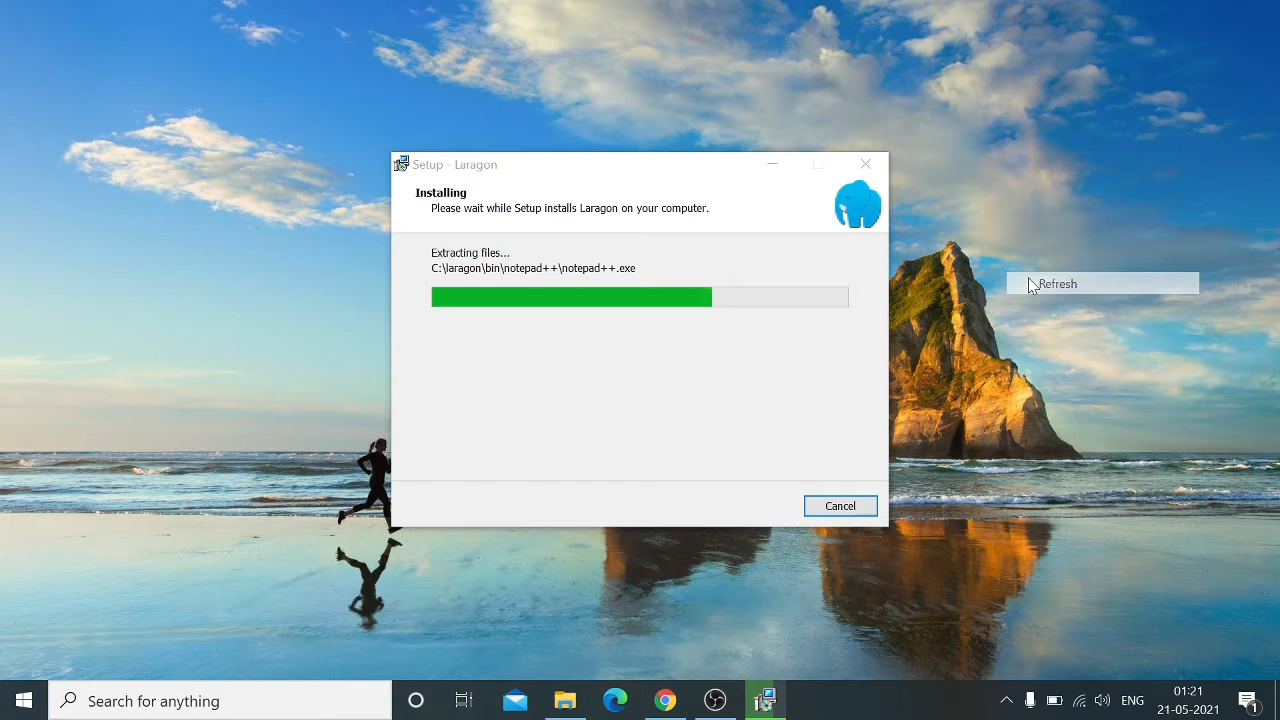 Setup - Laragon
Installing
Please wait while Setup installs Laragon on your computer.
Extracting files...
C:\laragon\bin\notepad++\notepad++.exe
Refresh
Cancel
Search for anything
ENG
01:21
21-05-2021
1